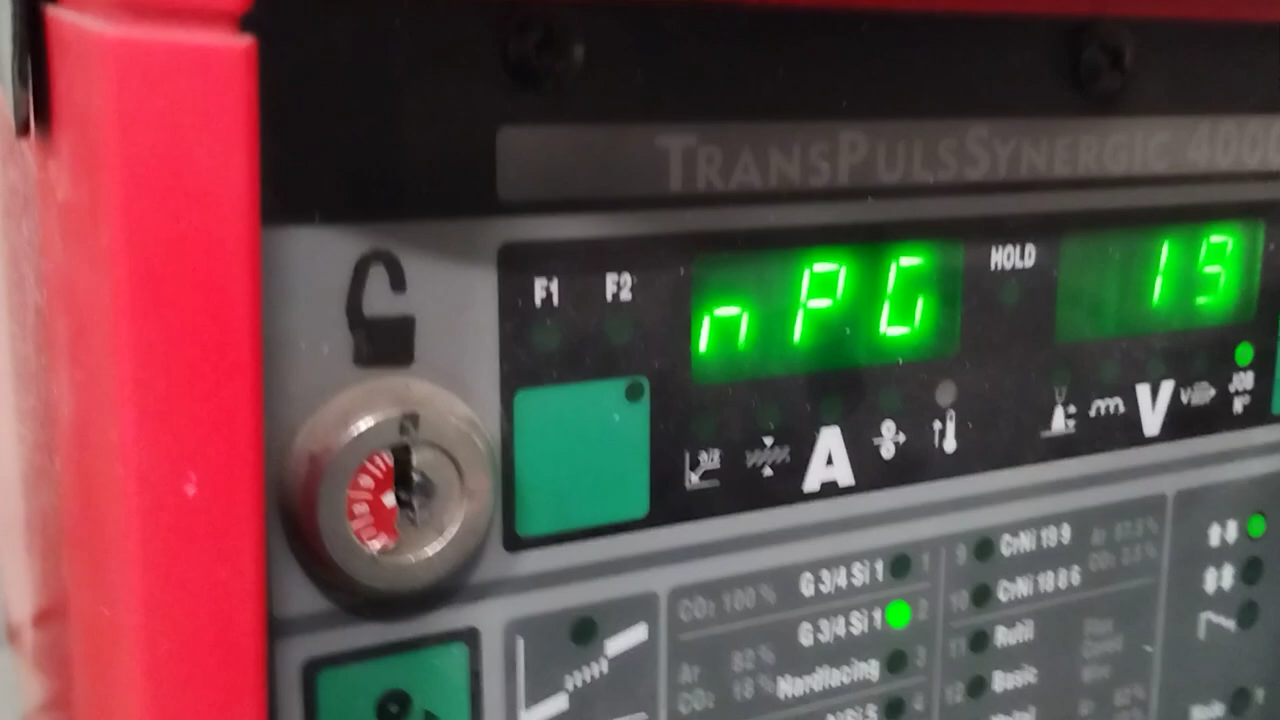 TRANSPULSSYNERGIC 4000
F1 F2 nPG HOLD 19
A V JOB N°
CO₂ 100% G 3/4 Si 1 1
Ar 82% G 3/4 Si 1 2
CO₂ 18% Hardfacing 3
4
9 CrNi 19 9
10 CrNi 18 8 6
11 Rutil
12 Basic